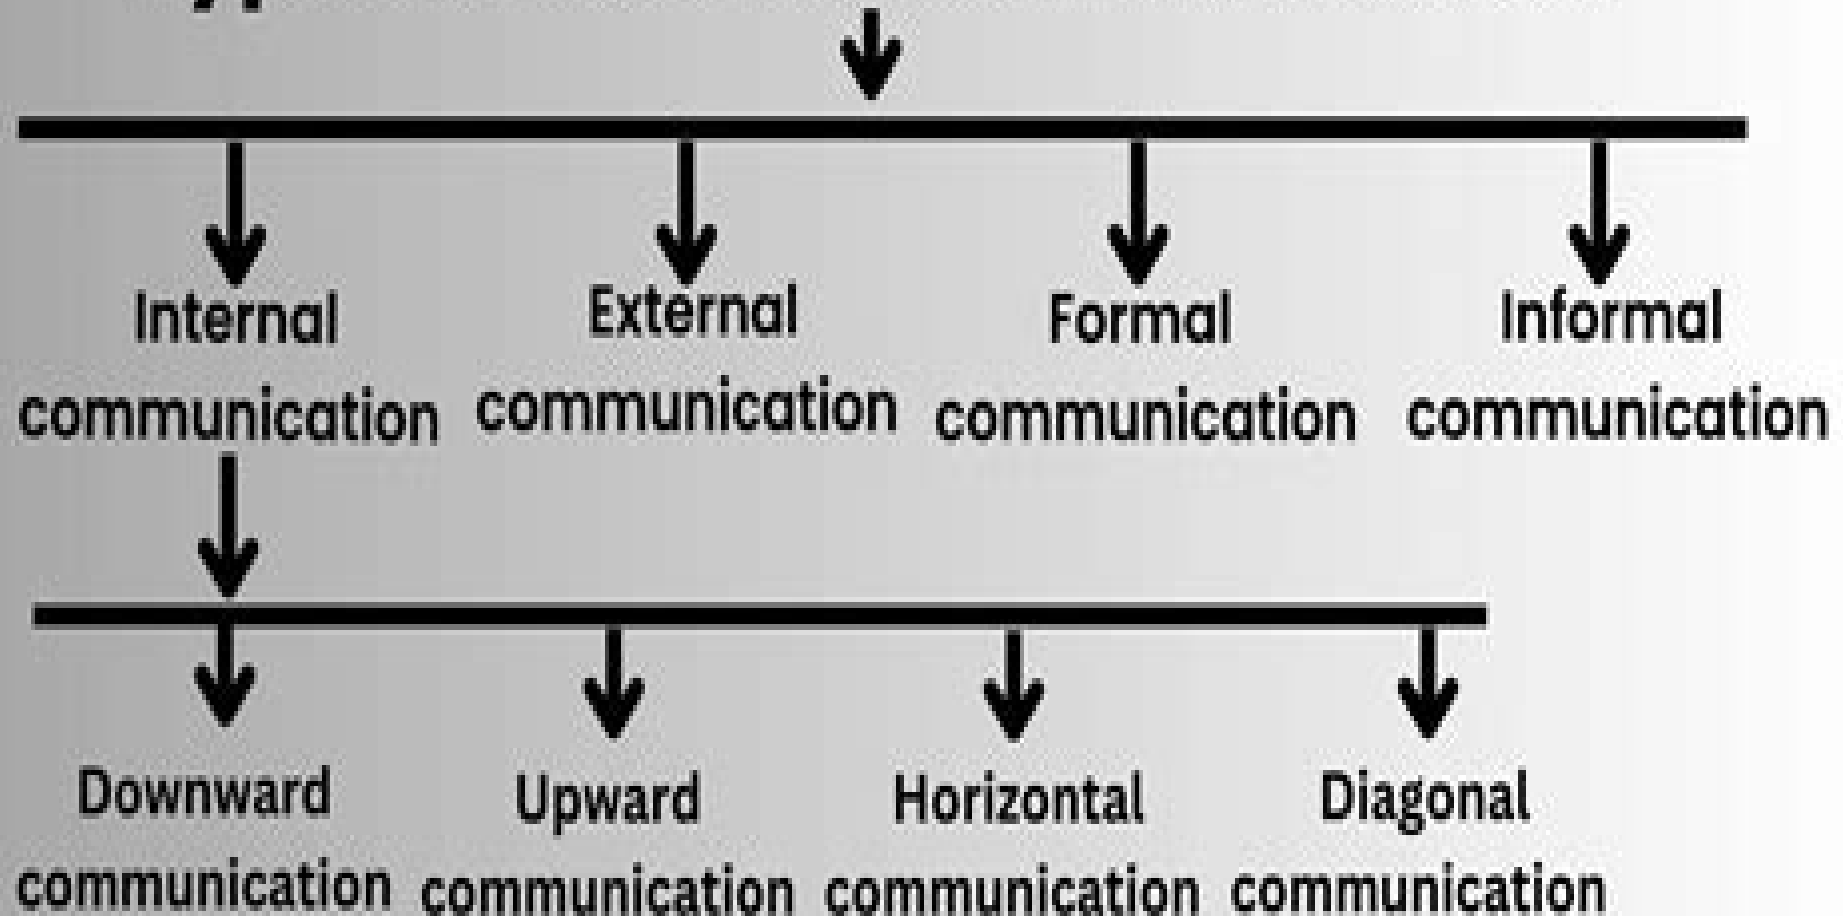 Internal External Formal Informal
communication communication communication communication
Downward Upward Horizontal Diagonal
communication communication communication communication